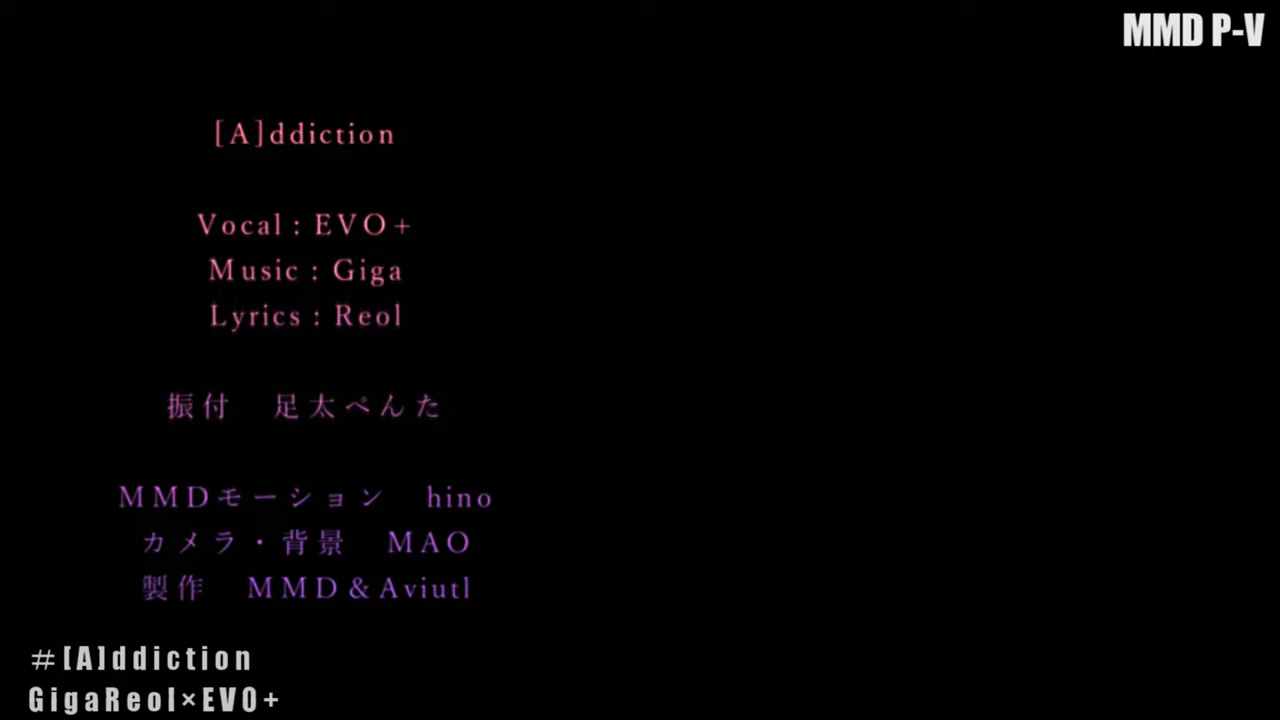 MMD P-V
[A]ddiction
Vocal : EVO+
Music : Giga
Lyrics : Reol
振付　足太ぺんた
MMDモーション　hino
カメラ・背景　MAO
製作　MMD＆Aviutl
＃[A]ddiction
GigaReol×EVO+